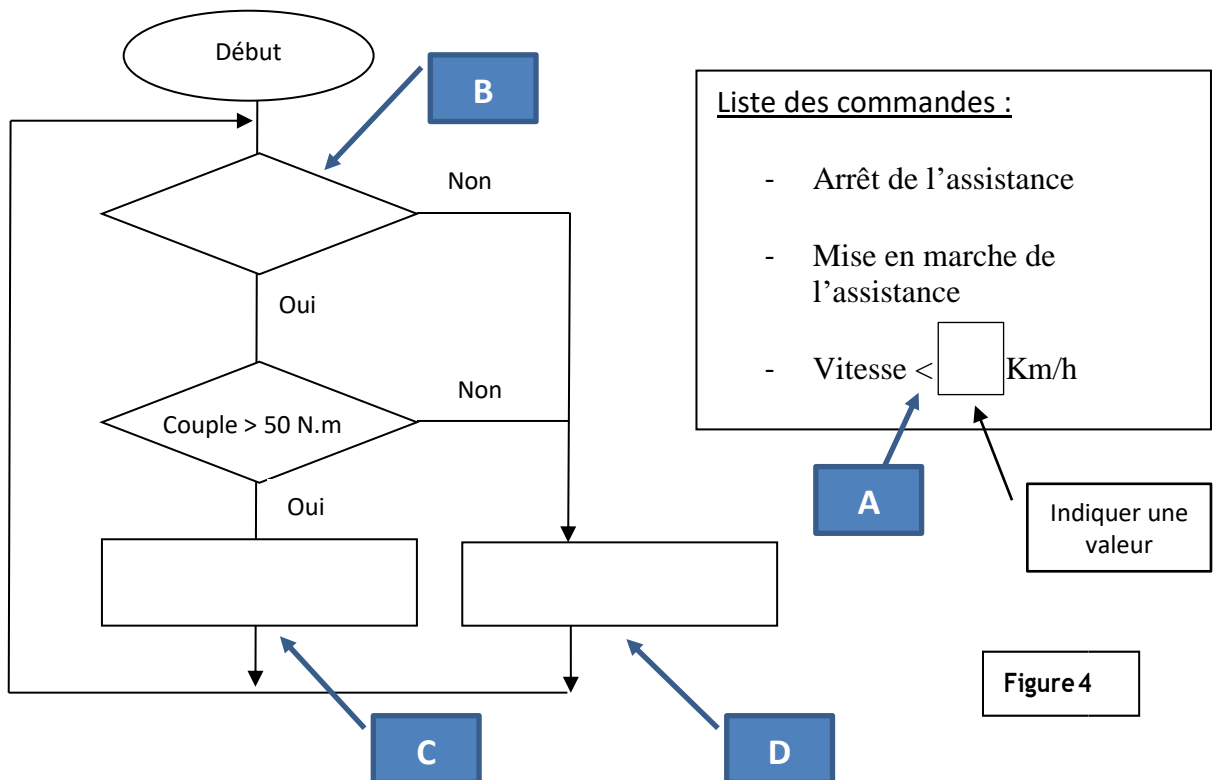 Début
B
Non
Oui
Couple > 50 N.m
Non
Oui
C
D
Liste des commandes :
- Arrêt de l’assistance
- Mise en marche de
l’assistance
- Vitesse < Km/h
A
Indiquer une
valeur
Figure 4